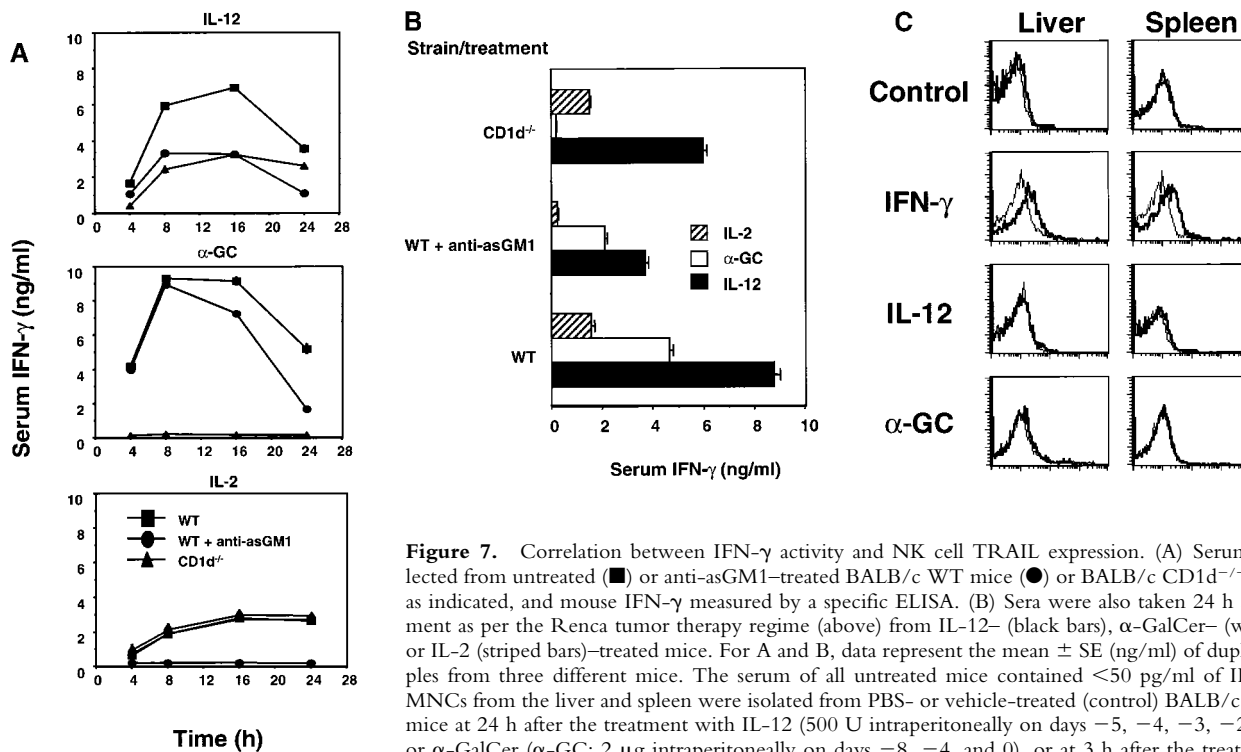 A
IL-12
10
8
6
4
2
0
0 4 8 12 16 20 24 28
α-GC
10
8
6
4
2
0
0 4 8 12 16 20 24 28
IL-2
10
8
6
4
2
0
WT
WT + anti-asGM1
CD1d-/-
0 4 8 12 16 20 24 28
Serum IFN-γ (ng/ml)
Time (h)
B
Strain/treatment
CD1d-/-
WT + anti-asGM1
WT
IL-2
α-GC
IL-12
0 2 4 6 8 10
Serum IFN-γ (ng/ml)
C
Liver Spleen
Control
IFN-γ
IL-12
α-GC
Figure 7. Correlation between IFN-γ activity and NK cell TRAIL expression. (A) Serum
lected from untreated (■) or anti-asGM1–treated BALB/c WT mice (●) or BALB/c CD1d−/−
as indicated, and mouse IFN-γ measured by a specific ELISA. (B) Sera were also taken 24 h
ment as per the Renca tumor therapy regime (above) from IL-12– (black bars), α-GalCer– (w
or IL-2 (striped bars)–treated mice. For A and B, data represent the mean ± SE (ng/ml) of dupl
ples from three different mice. The serum of all untreated mice contained <50 pg/ml of IF
MNCs from the liver and spleen were isolated from PBS- or vehicle-treated (control) BALB/c
mice at 24 h after the treatment with IL-12 (500 U intraperitoneally on days −5, −4, −3, −2
or α-GalCer (α-GC; 2 μg intraperitoneally on days −8, −4, and 0), or at 3 h after the treat